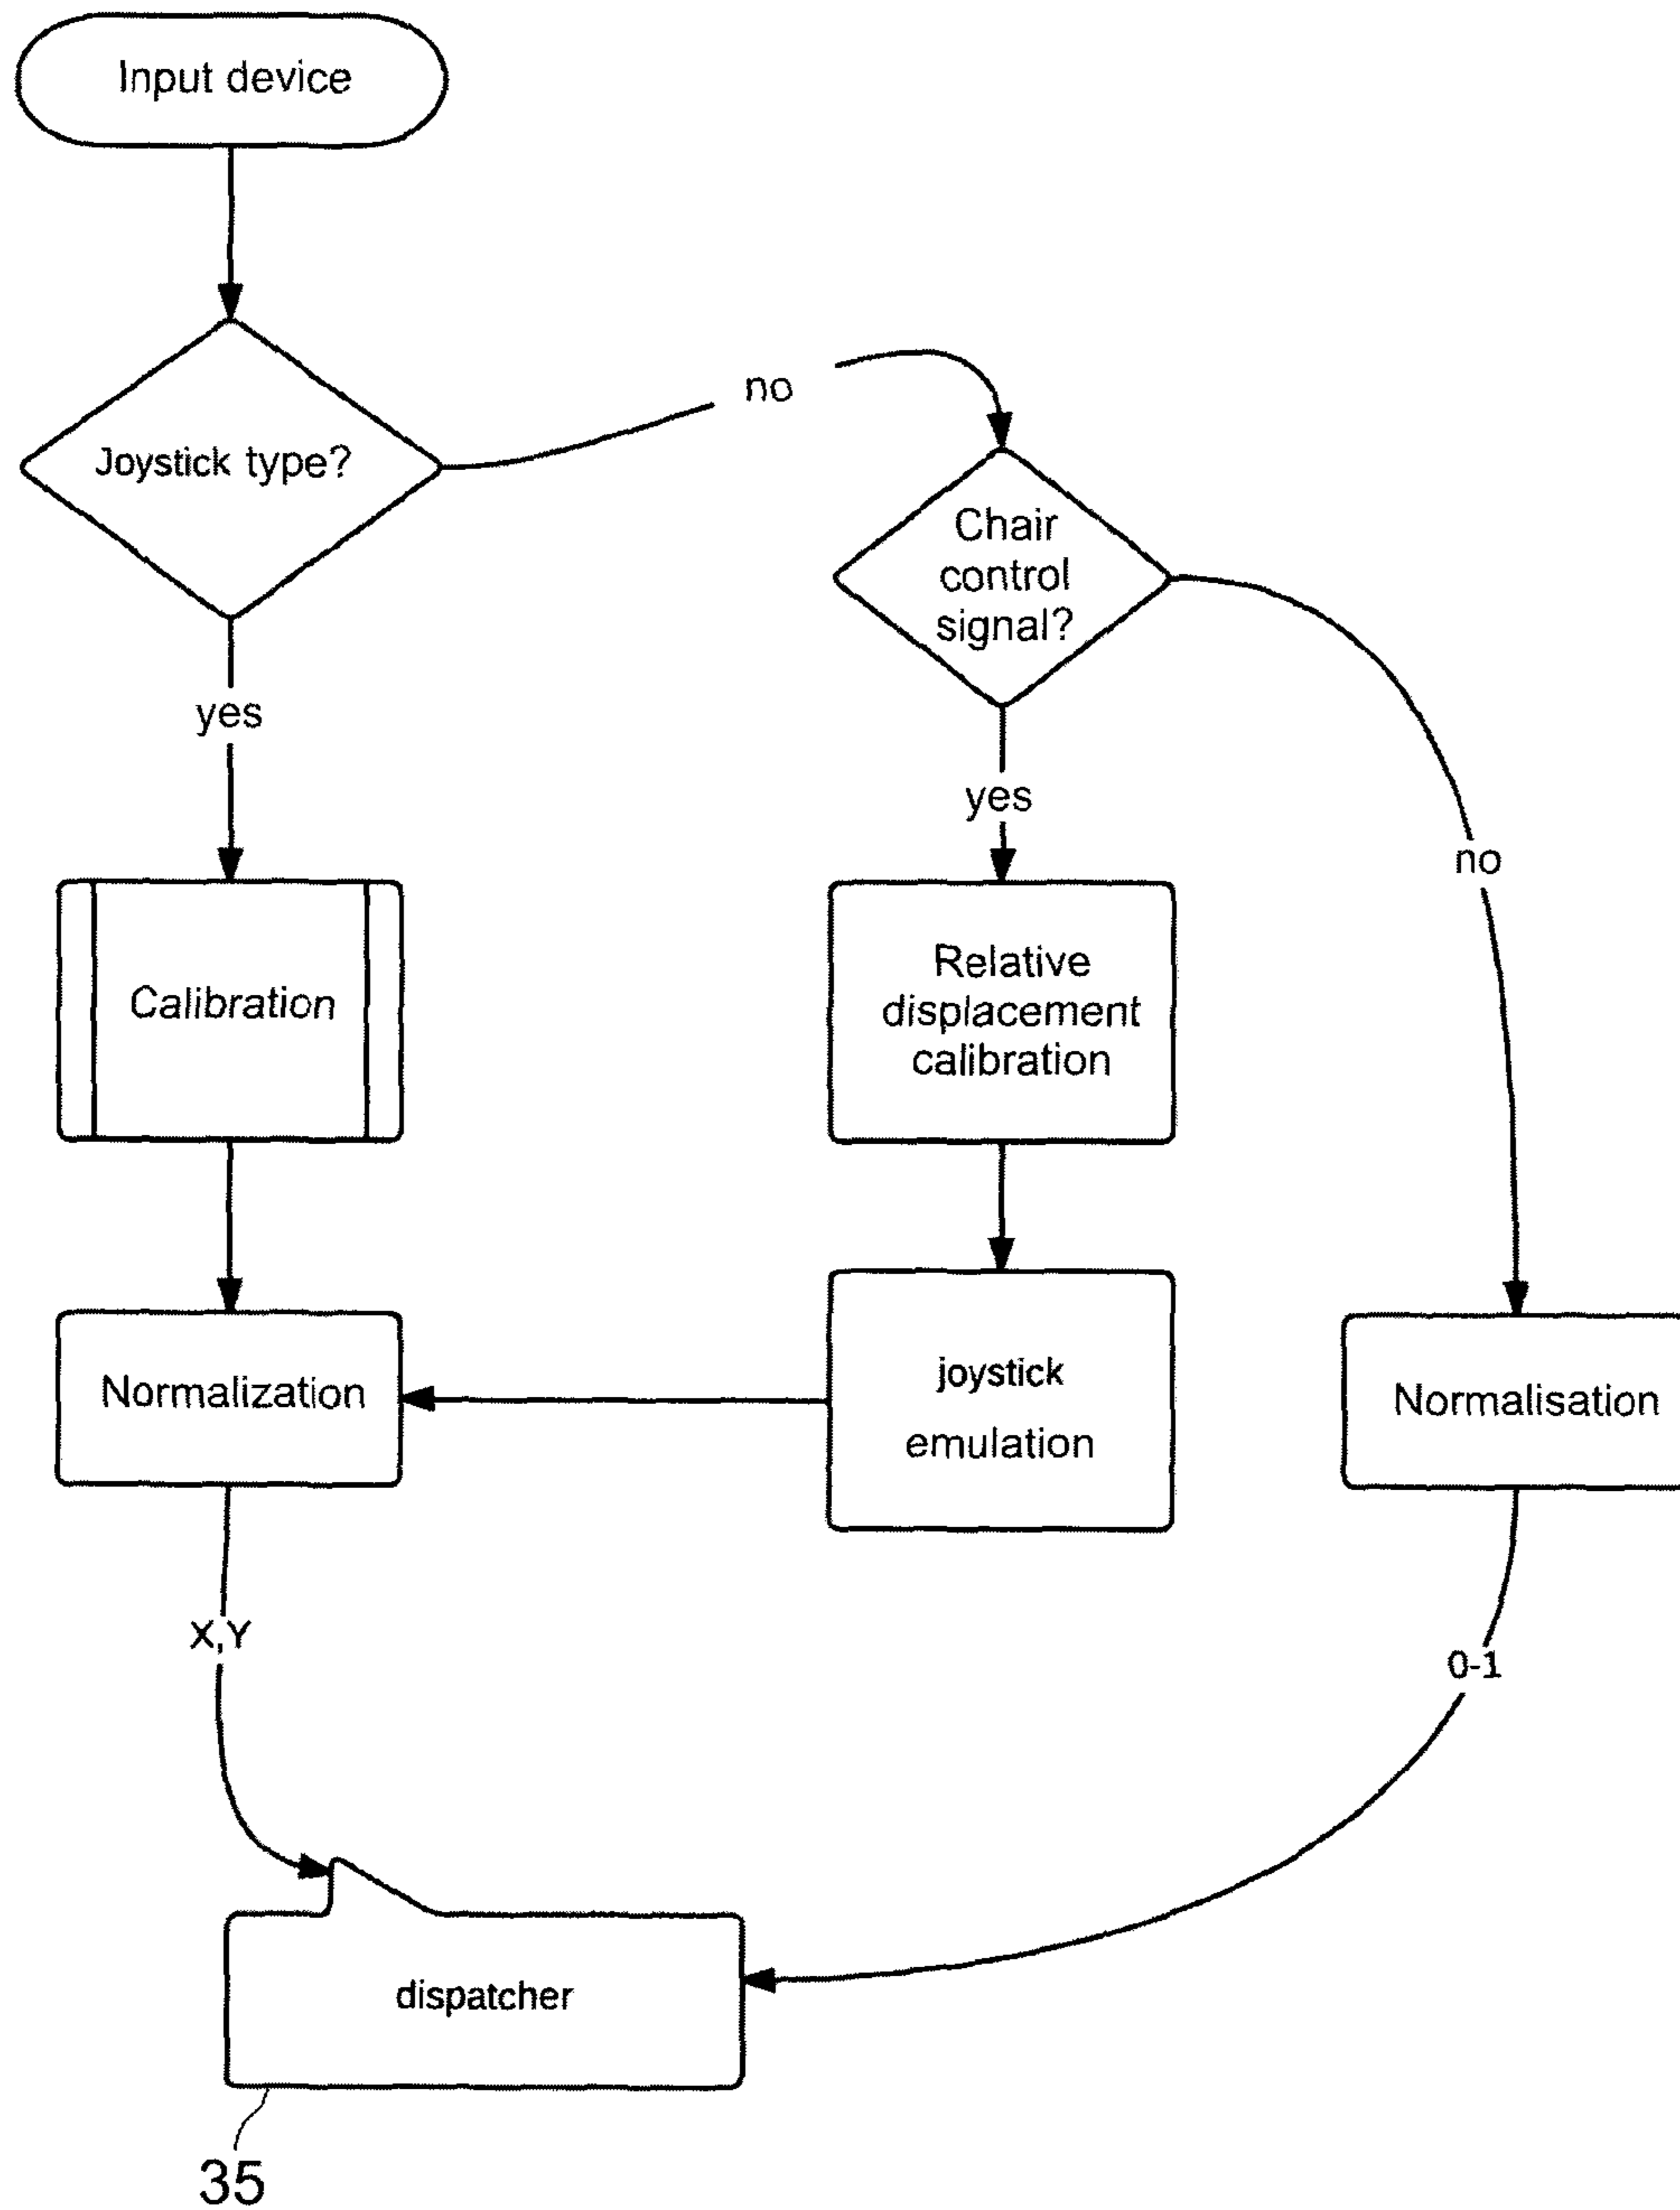 Input device
Joystick type?
no
Chair
control
signal?
yes
yes
no
Calibration
Relative
displacement
calibration
Normalization
joystick
emulation
Normalisation
X,Y
0-1
dispatcher
35